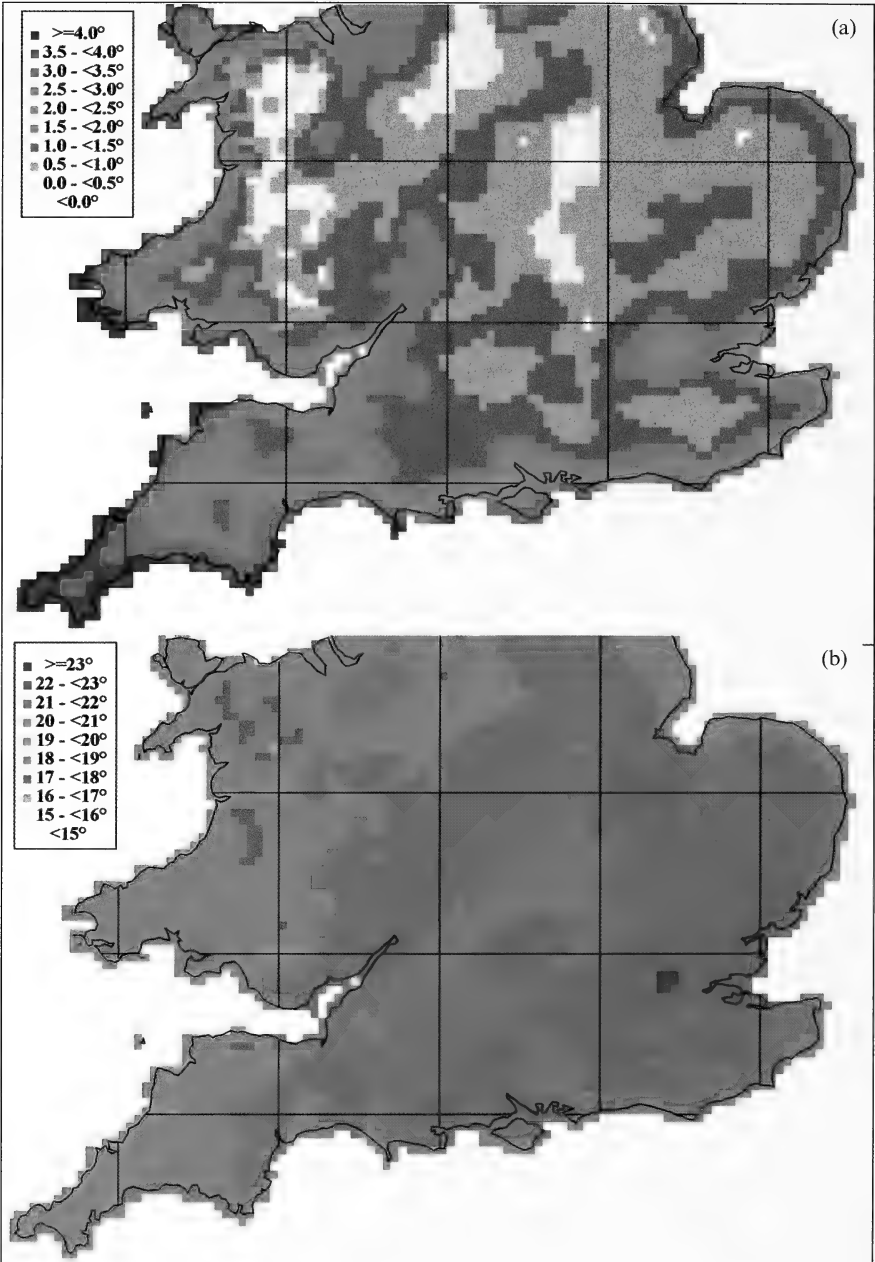 (a)
>=4.0°
3.5 - <4.0°
3.0 - <3.5°
2.5 - <3.0°
2.0 - <2.5°
1.5 - <2.0°
1.0 - <1.5°
0.5 - <1.0°
0.0 - <0.5°
<0.0°
(b)
>=23°
22 - <23°
21 - <22°
20 - <21°
19 - <20°
18 - <19°
17 - <18°
16 - <17°
15 - <16°
<15°